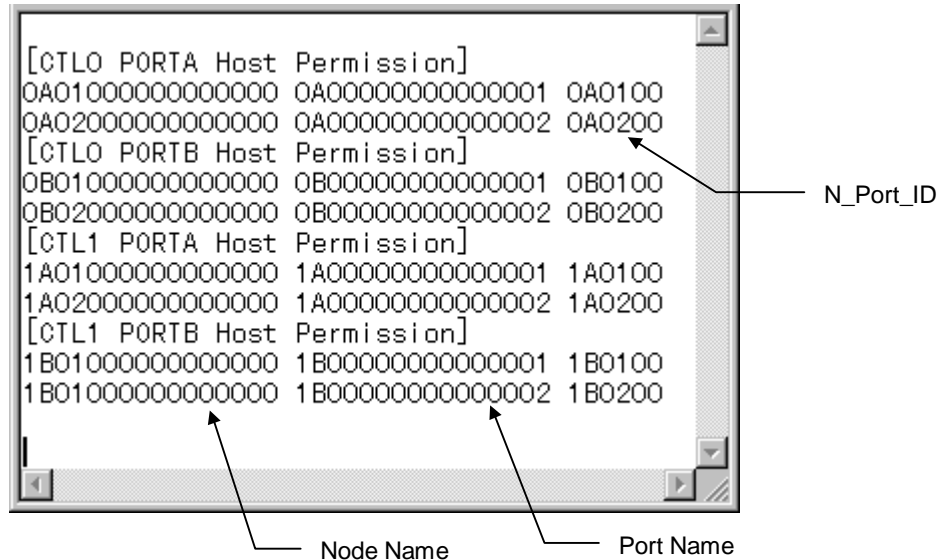 [CTL0 PORTA Host Permission]
0A01000000000000 0A00000000000001 0A0100
0A02000000000000 0A00000000000002 0A0200
[CTL0 PORTB Host Permission]
0B01000000000000 0B00000000000001 0B0100
0B02000000000000 0B00000000000002 0B0200
[CTL1 PORTA Host Permission]
1A01000000000000 1A00000000000001 1A0100
1A02000000000000 1A00000000000002 1A0200
[CTL1 PORTB Host Permission]
1B01000000000000 1B00000000000001 1B0100
1B01000000000000 1B00000000000002 1B0200
N_Port_ID
Node Name
Port Name